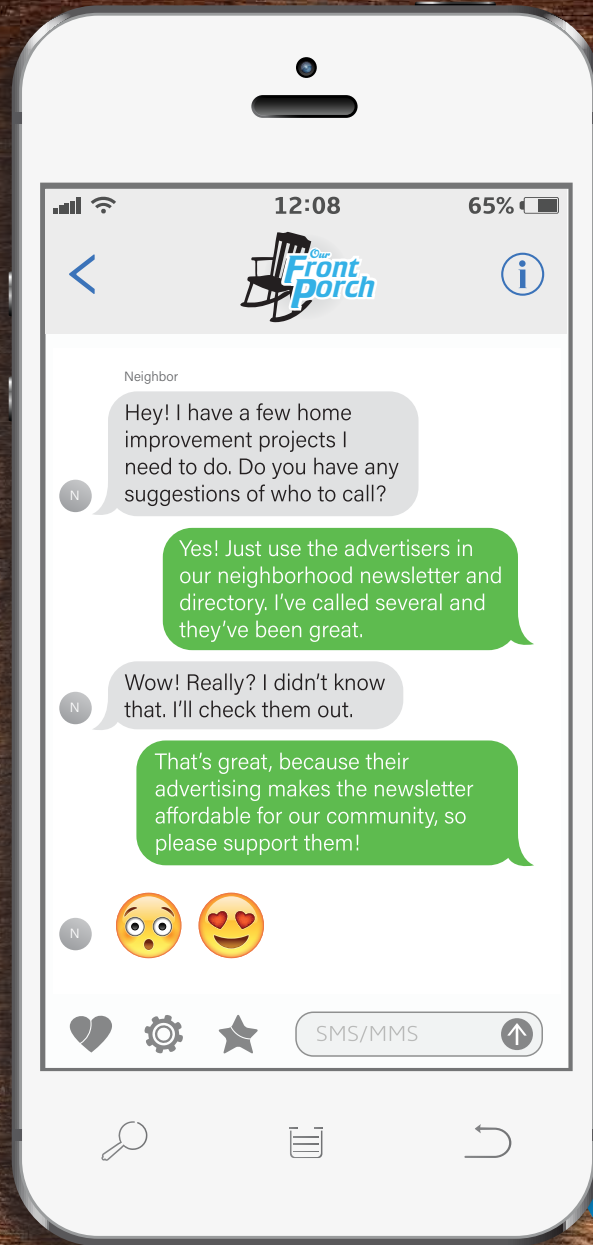 12:08
65%
Our
Front
Porch
i
Neighbor
Hey! I have a few home
improvement projects I
need to do. Do you have any
suggestions of who to call?
N
Yes! Just use the advertisers in
our neighborhood newsletter and
directory. I've called several and
they've been great.
Wow! Really? I didn't know
that. I'll check them out.
N
That's great, because their
advertising makes the newsletter
affordable for our community, so
please support them!
N
SMS/MMS